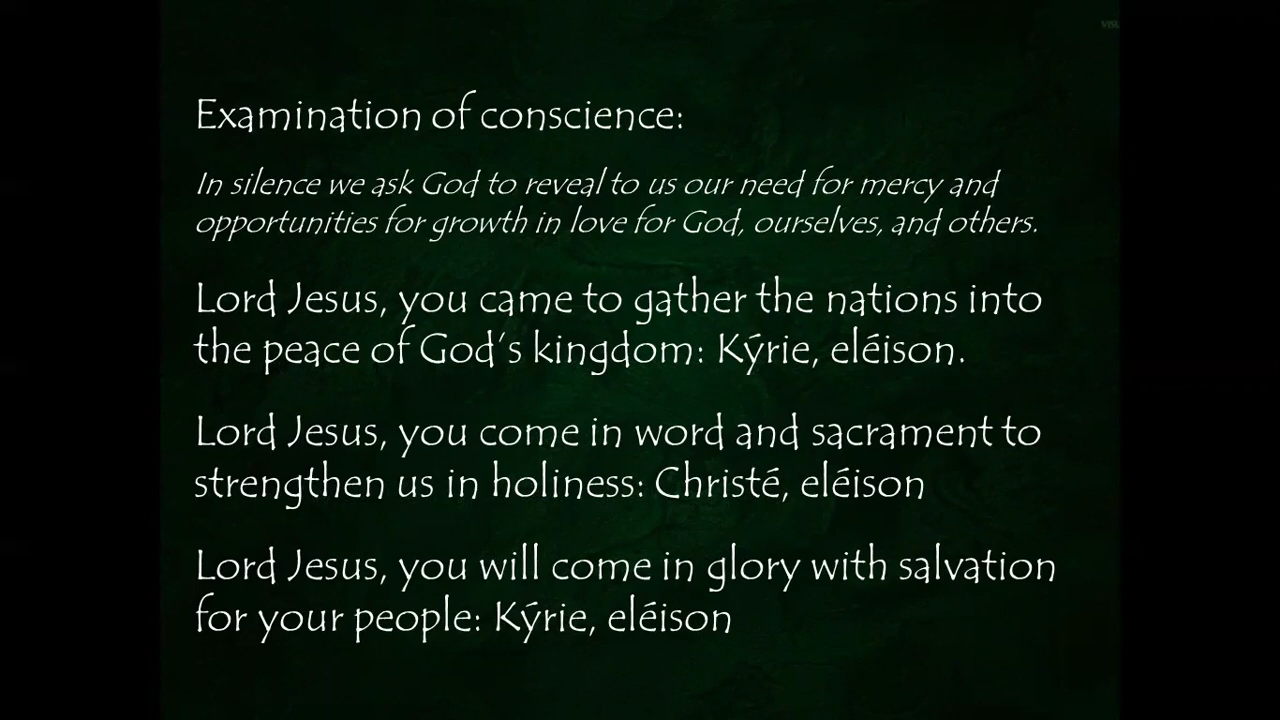 Examination of conscience:
In silence we ask God to reveal to us our need for mercy and
opportunities for growth in love for God, ourselves, and others.
Lord Jesus, you came to gather the nations into
the peace of God's kingdom: Kýrie, eléison.
Lord Jesus, you come in word and sacrament to
strengthen us in holiness: Christé, eléison
Lord Jesus, you will come in glory with salvation
for your people: Kýrie, eléison